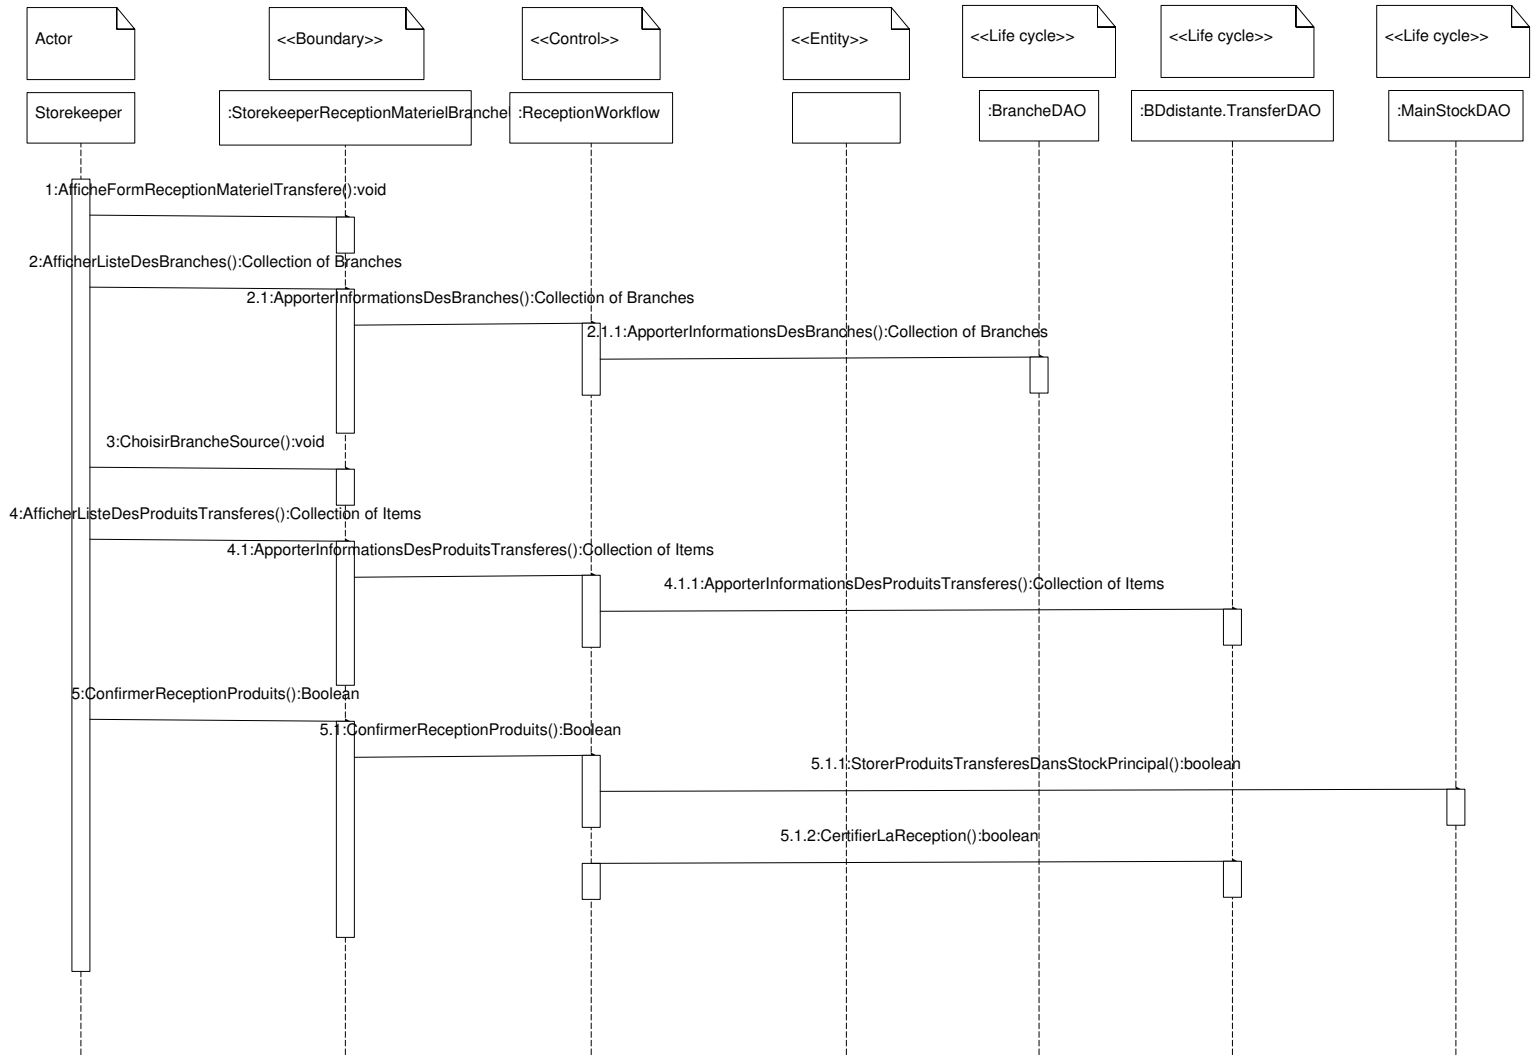 Actor
<<Boundary>>
<<Control>>
<<Entity>>
<<Life cycle>>
<<Life cycle>>
<<Life cycle>>
Storekeeper
:StorekeeperReceptionMaterielBranche
:ReceptionWorkflow
:BrancheDAO
:BDdistante.TransferDAO
:MainStockDAO
1:AfficheFormReceptionMaterielTransfere():void
2:AfficherListeDesBranches():Collection of Branches
2.1:ApporterInformationsDesBranches():Collection of Branches
2.1.1:ApporterInformationsDesBranches():Collection of Branches
3:ChoisirBrancheSource():void
4:AfficherListeDesProduitsTransferes():Collection of Items
4.1:ApporterInformationsDesProduitsTransferes():Collection of Items
4.1.1:ApporterInformationsDesProduitsTransferes():Collection of Items
5:ConfirmerReceptionProduits():Boolean
5.1:ConfirmerReceptionProduits():Boolean
5.1.1:StorerProduitsTransferesDansStockPrincipal():boolean
5.1.2:CertifierLaReception():boolean